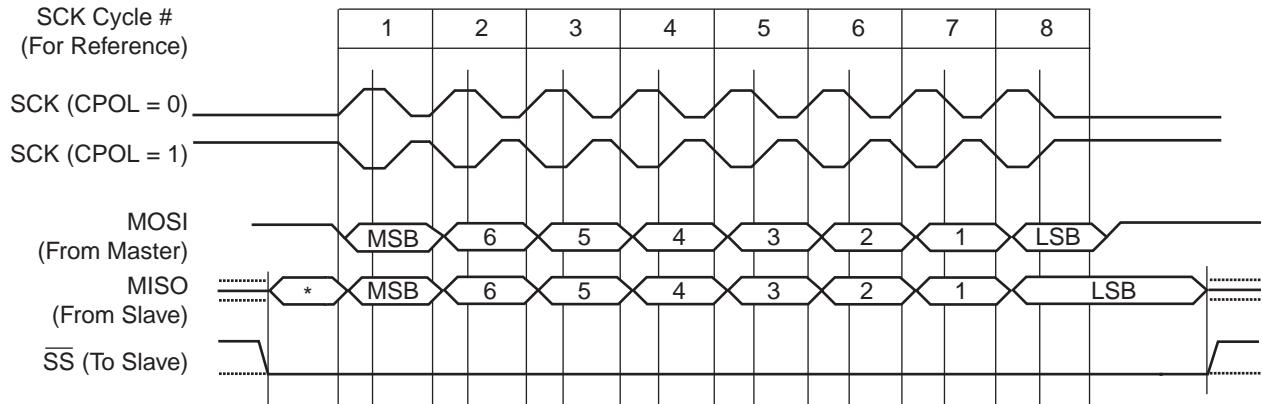 SCK Cycle #
(For Reference)
1 2 3 4 5 6 7 8
SCK (CPOL = 0)
SCK (CPOL = 1)
MOSI
(From Master)
MSB 6 5 4 3 2 1 LSB
MISO
(From Slave)
* MSB 6 5 4 3 2 1 LSB
S̅S̅ (To Slave)